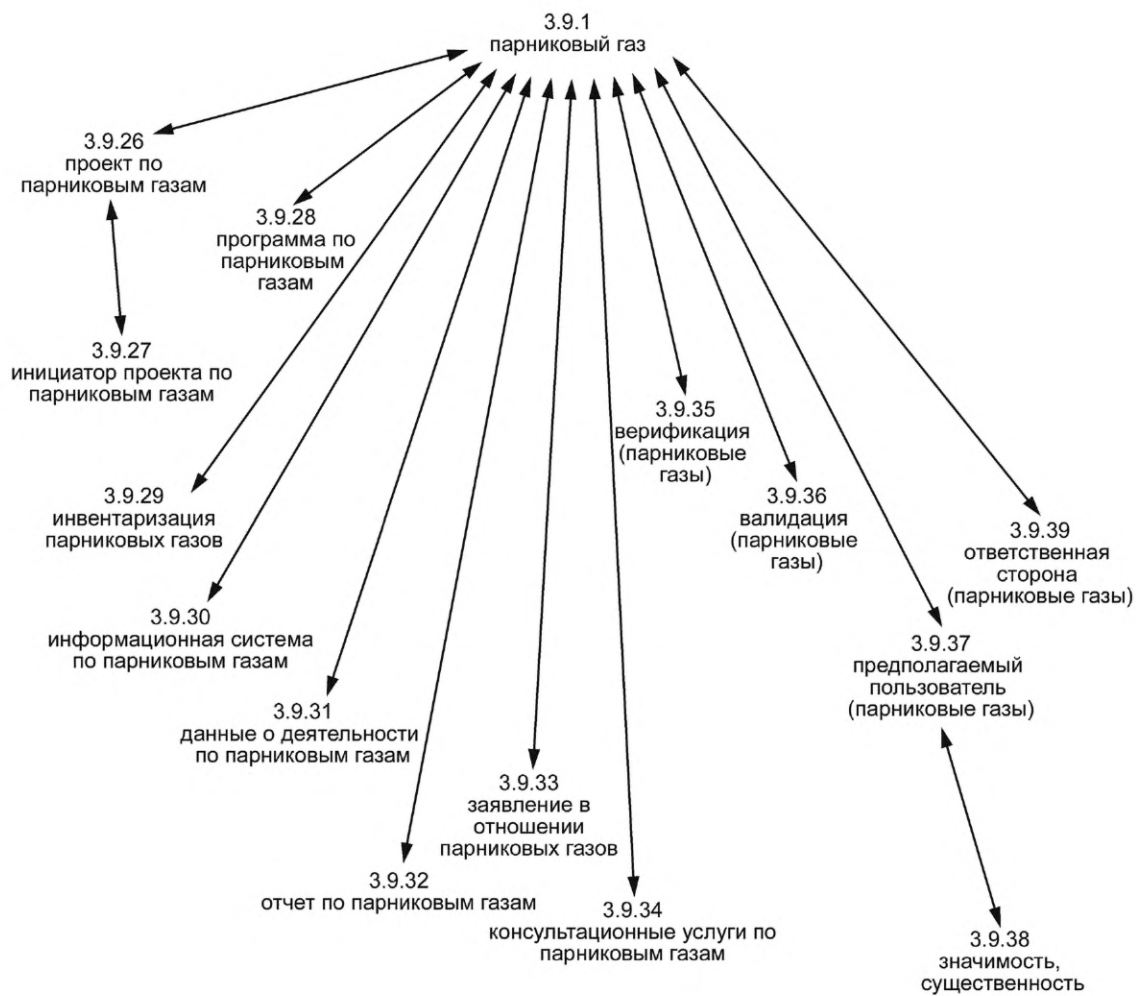 3.9.1
парниковый газ
3.9.26
проект по
парниковым газам
3.9.28
программа по
парниковым
газам
3.9.27
инициатор проекта по
парниковым газам
3.9.35
верификация
(парниковые
газы)
3.9.29
инвентаризация
парниковых газов
3.9.36
валидация
(парниковые
газы)
3.9.39
ответственная
сторона
(парниковые газы)
3.9.30
информационная система
по парниковым газам
3.9.37
предполагаемый
пользователь
(парниковые газы)
3.9.31
данные о деятельности
по парниковым газам
3.9.33
заявление в
отношении
парниковых газов
3.9.32
отчет по парниковым газам
3.9.34
консультационные услуги по
парниковым газам
3.9.38
значимость,
существенность